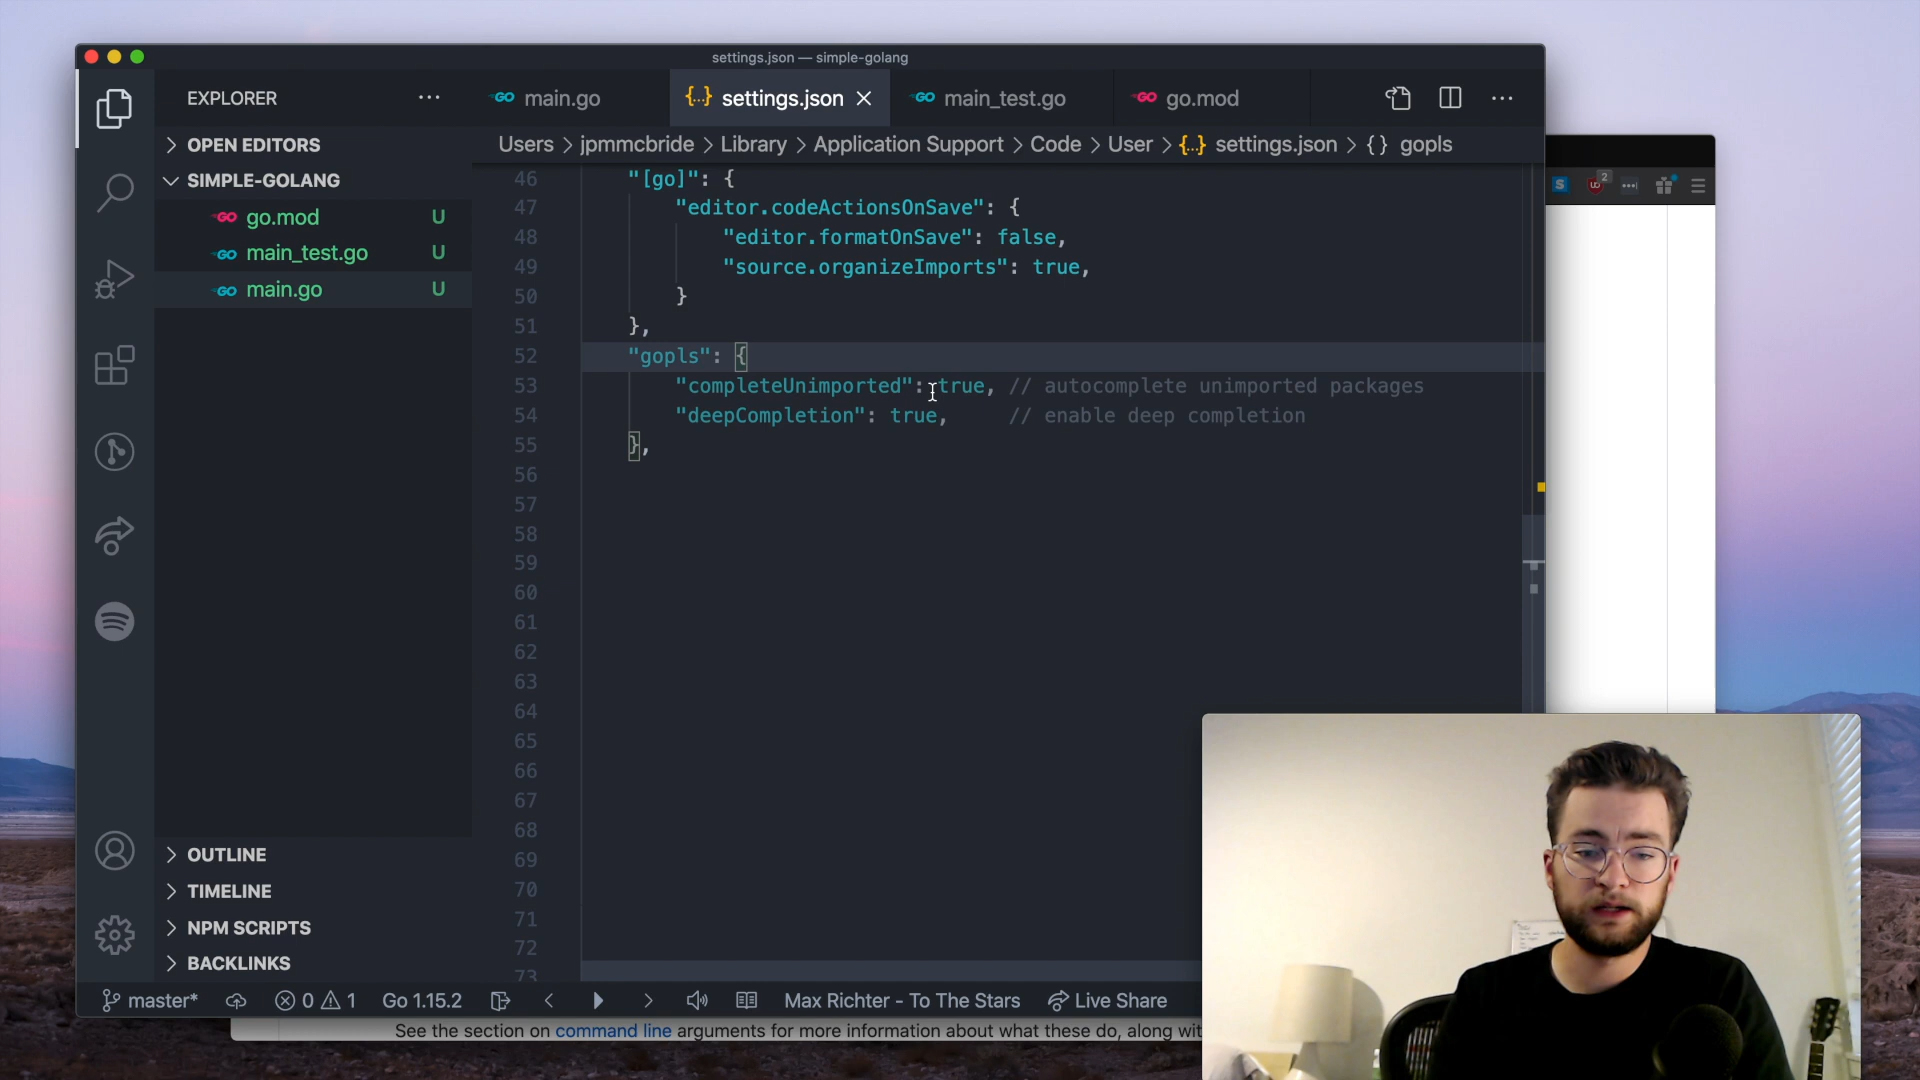 settings.json — simple-golang
EXPLORER
main.go
{..} settings.json
main_test.go
go.mod
OPEN EDITORS
SIMPLE-GOLANG
go.mod U
main_test.go U
main.go U
Users > jpmmcbride > Library > Application Support > Code > User > {..} settings.json > {} gopls
46 "[go]": {
47 "editor.codeActionsOnSave": {
48 "editor.formatOnSave": false,
49 "source.organizeImports": true,
50 }
51 },
52 "gopls": {
53 "completeUnimported": true, // autocomplete unimported packages
54 "deepCompletion": true, // enable deep completion
55 },
56
57
58
59
60
61
62
63
64
65
66
67
68
69
70
71
72
73
OUTLINE
TIMELINE
NPM SCRIPTS
BACKLINKS
master* 0 1 Go 1.15.2 Max Richter - To The Stars Live Share
See the section on command line arguments for more information about what these do, along wit
S
2